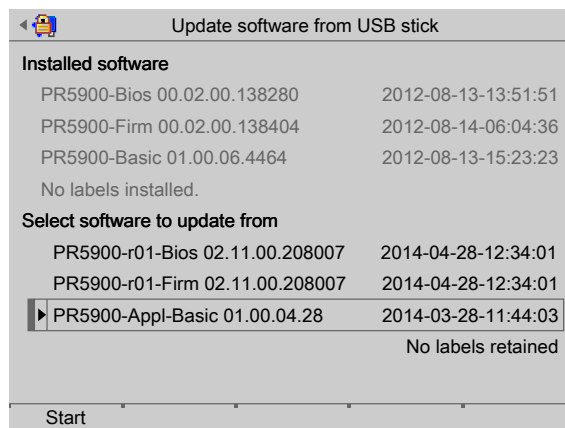 Update software from USB stick
Installed software
PR5900-Bios 00.02.00.138280 2012-08-13-13:51:51
PR5900-Firm 00.02.00.138404 2012-08-14-06:04:36
PR5900-Basic 01.00.06.4464 2012-08-13-15:23:23
No labels installed.
Select software to update from
PR5900-r01-Bios 02.11.00.208007 2014-04-28-12:34:01
PR5900-r01-Firm 02.11.00.208007 2014-04-28-12:34:01
PR5900-Appl-Basic 01.00.04.28 2014-03-28-11:44:03
No labels retained
Start